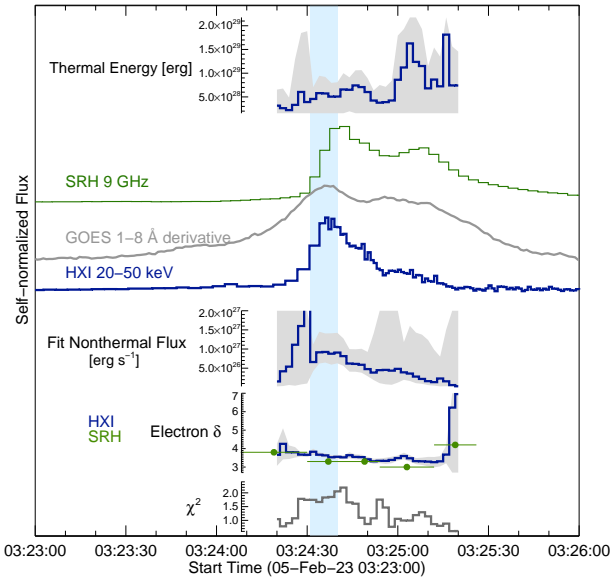 2.0×10²⁹
1.5×10²⁹
1.0×10²⁹
5.0×10²⁸
Thermal Energy [erg]
SRH 9 GHz
GOES 1−8 Å derivative
HXI 20−50 keV
Self−normalized Flux
2.0×10²⁷
1.5×10²⁷
1.0×10²⁷
5.0×10²⁶
Fit Nonthermal Flux
[erg s⁻¹]
HXI
SRH
Electron δ
7
6
5
4
3
χ²
2.0
1.5
1.0
03:23:00 03:23:30 03:24:00 03:24:30 03:25:00 03:25:30 03:26:00
Start Time (05−Feb−23 03:23:00)